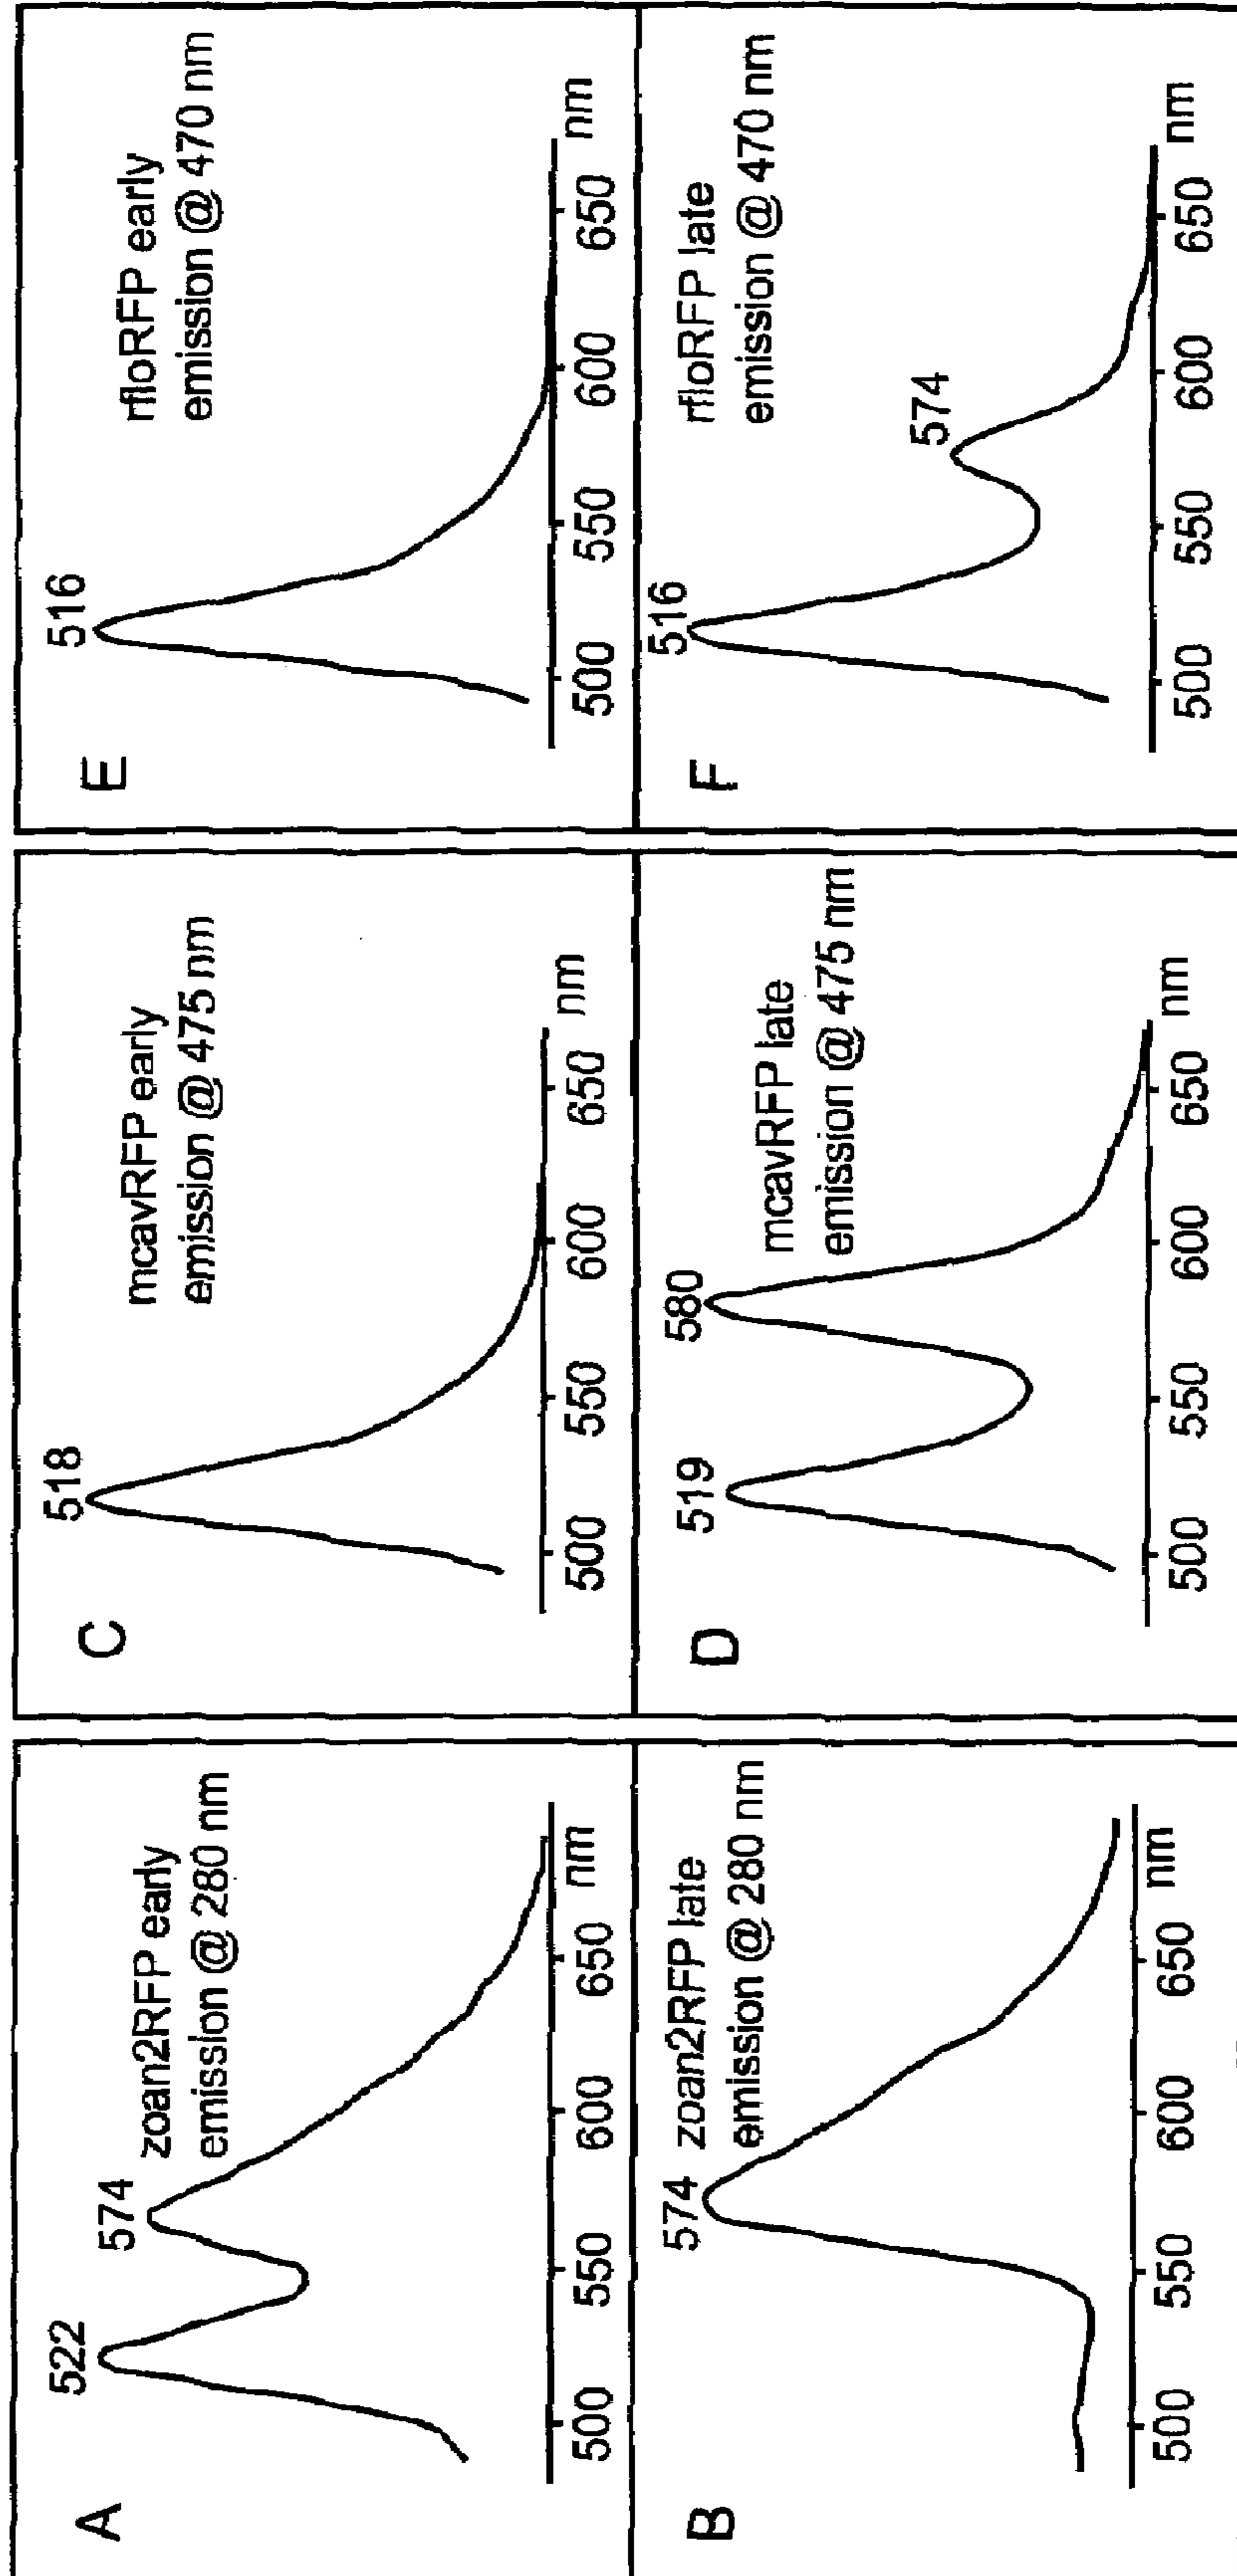 A
522
574
zoan2RFP early
emission @ 280 nm
500
550
600
650
nm
B
574
zoan2RFP late
emission @ 280 nm
500
550
600
650
nm
C
518
mcavRFP early
emission @ 475 nm
500
550
600
650
nm
D
519
580
mcavRFP late
emission @ 475 nm
500
550
600
650
nm
E
516
rfloRFP early
emission @ 470 nm
500
550
600
650
nm
F
516
574
rfloRFP late
emission @ 470 nm
500
550
600
650
nm